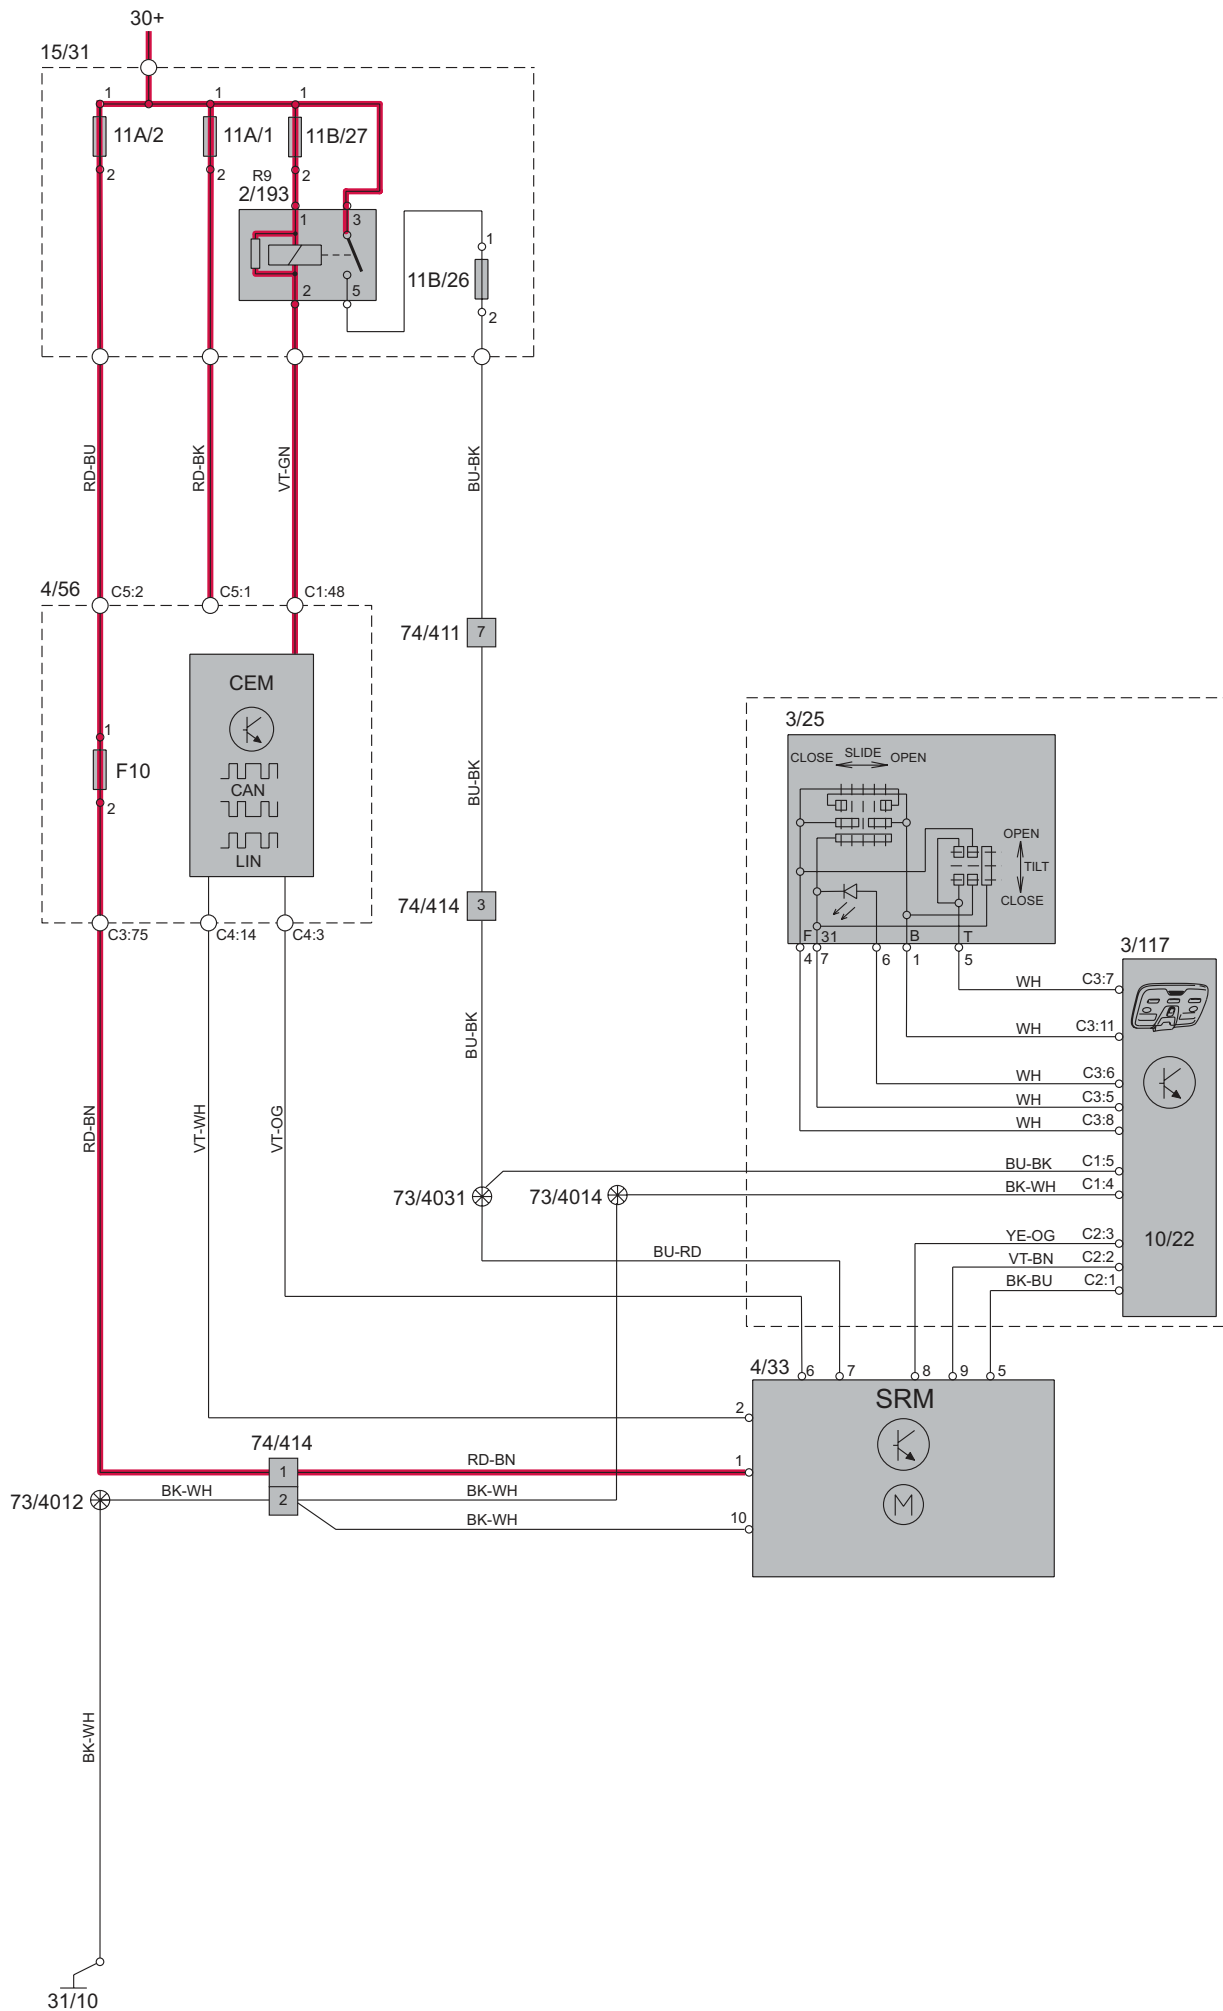 30+
15/31
1
1
1
11A/2
11A/1
11B/27
2
2
2
R9
2/193
1
3
2
5
1
11B/26
2
RD-BU
RD-BK
VT-GN
BU-BK
4/56
C5:2
C5:1
C1:48
74/411
7
CEM
CAN
LIN
1
F10
2
BU-BK
74/414
3
C3:75
C4:14
C4:3
3/25
CLOSE
SLIDE
OPEN
OPEN
TILT
CLOSE
F
31
B
T
4
7
6
1
5
3/117
WH
C3:7
WH
C3:11
WH
C3:6
WH
C3:5
WH
C3:8
BU-BK
RD-BN
VT-WH
VT-OG
BU-BK
C1:5
73/4031
73/4014
BK-WH
C1:4
YE-OG
C2:3
10/22
BU-RD
VT-BN
C2:2
BK-BU
C2:1
4/33
6
7
8
9
5
SRM
M
2
74/414
1
RD-BN
1
73/4012
BK-WH
2
BK-WH
BK-WH
10
BK-WH
31/10